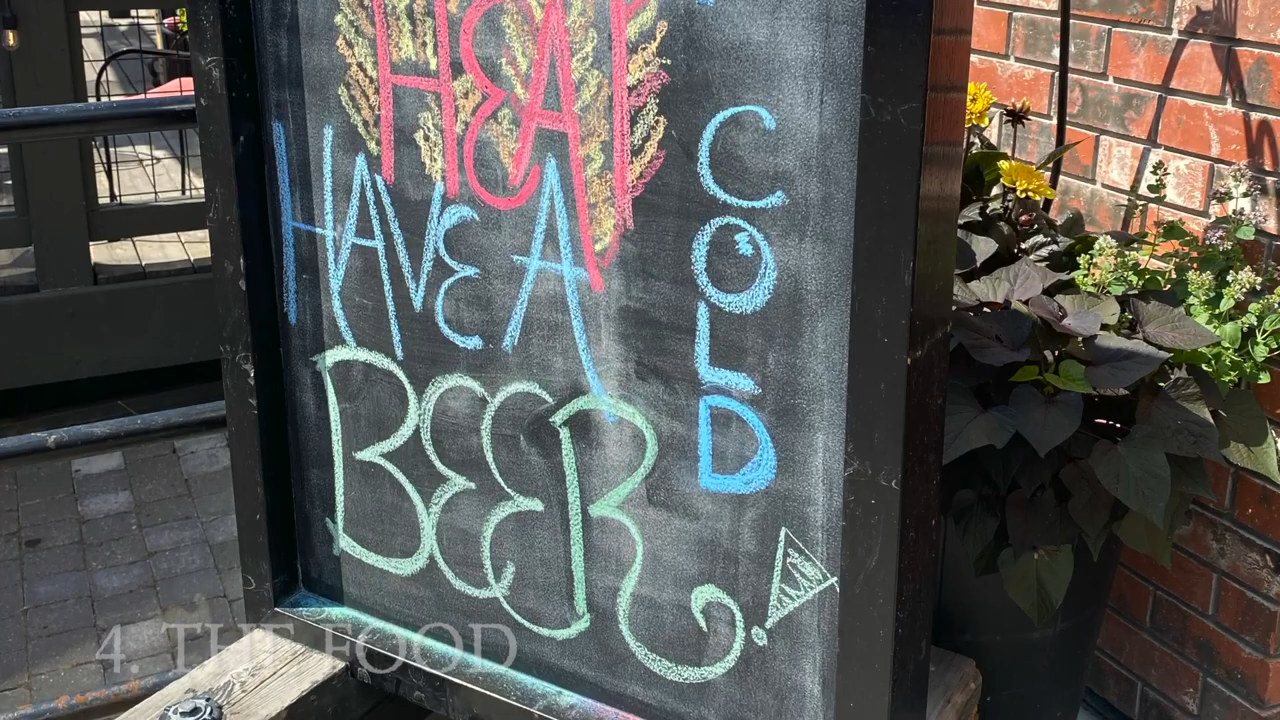 HEAT
HAVE A
BEER!
COLD
4. THE FOOD